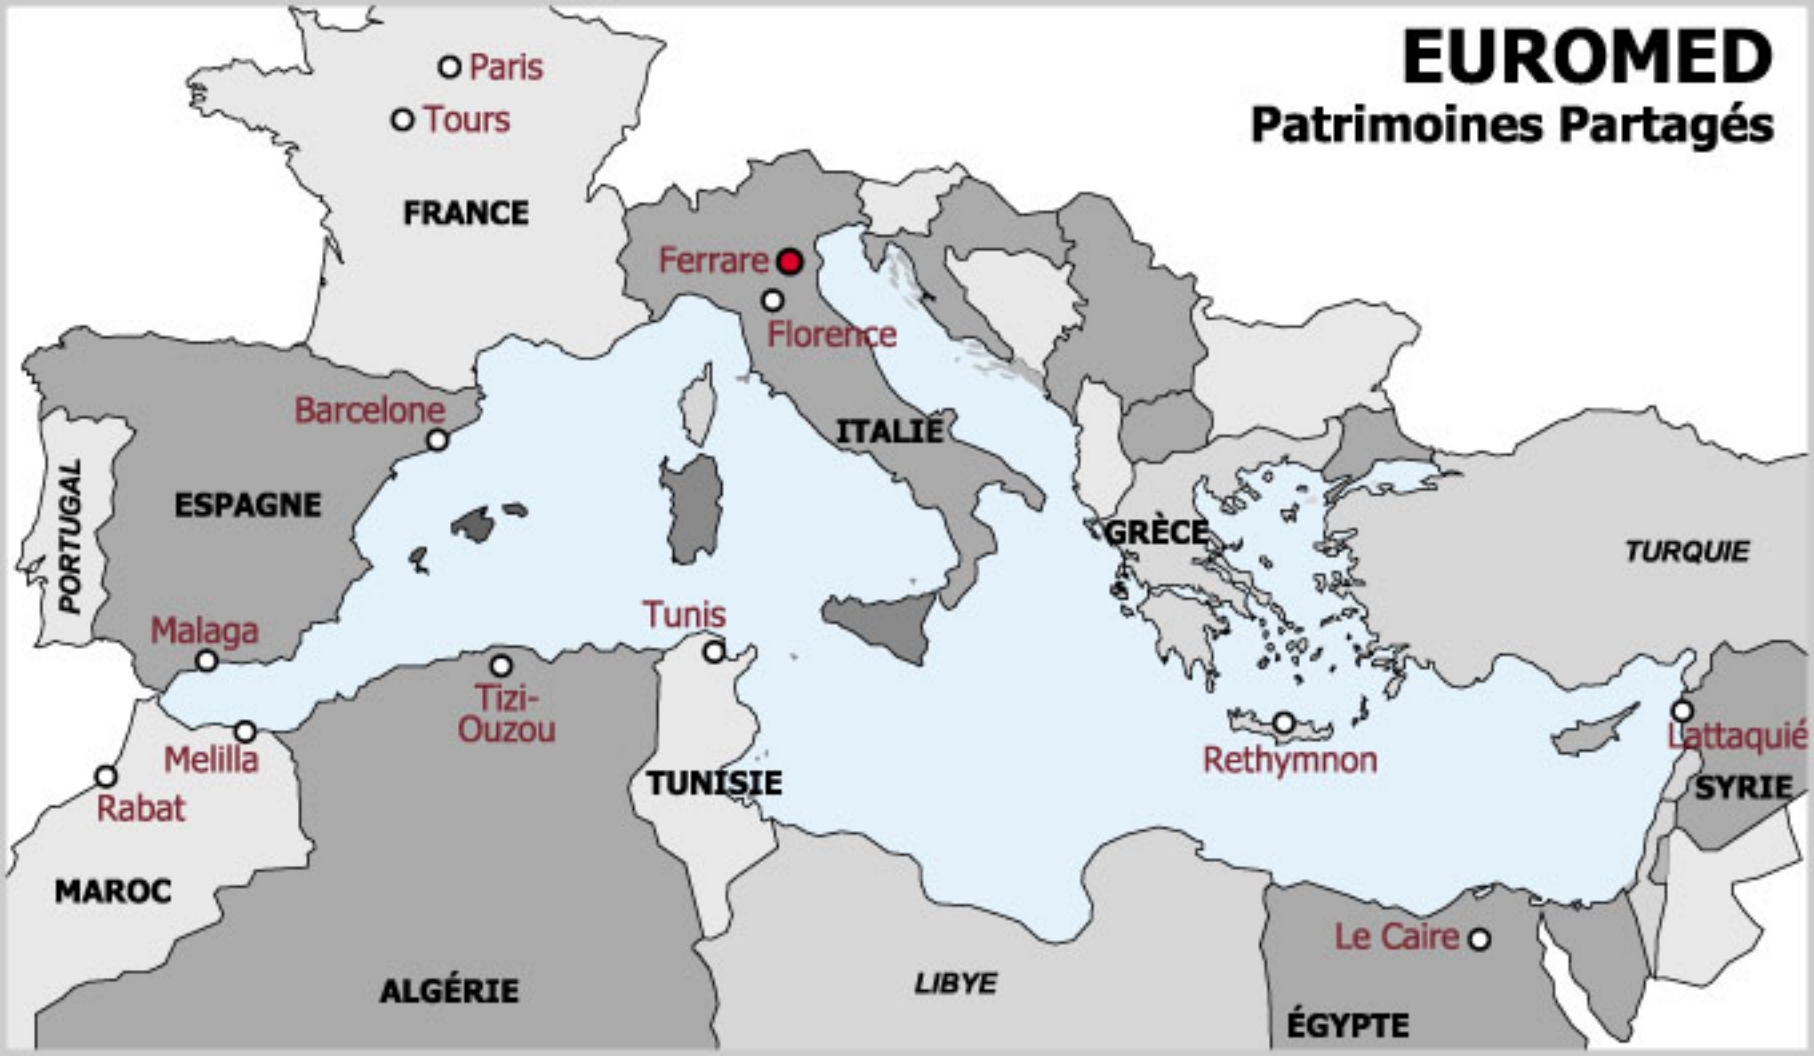 EUROMED
Patrimoines Partagés
Paris
Tours
FRANCE
Ferrare
Florence
Barcelone
ITALIE
ESPAGNE
PORTUGAL
GRÈCE
TURQUIE
Malaga
Tunis
Tizi-
Ouzou
Melilla
Rethymnon
Lattaquié
TUNISIE
SYRIE
Rabat
MAROC
Le Caire
ALGÉRIE
LIBYE
ÉGYPTE